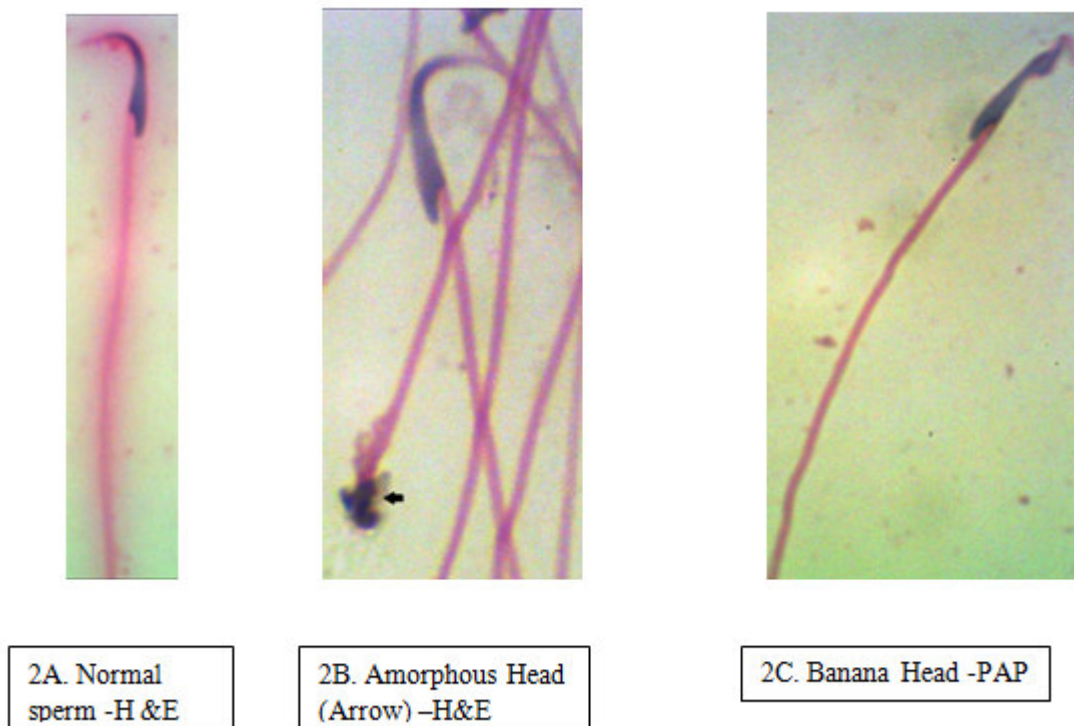 2A. Normal
sperm -H &E
2B. Amorphous Head
(Arrow) –H&E
2C. Banana Head -PAP